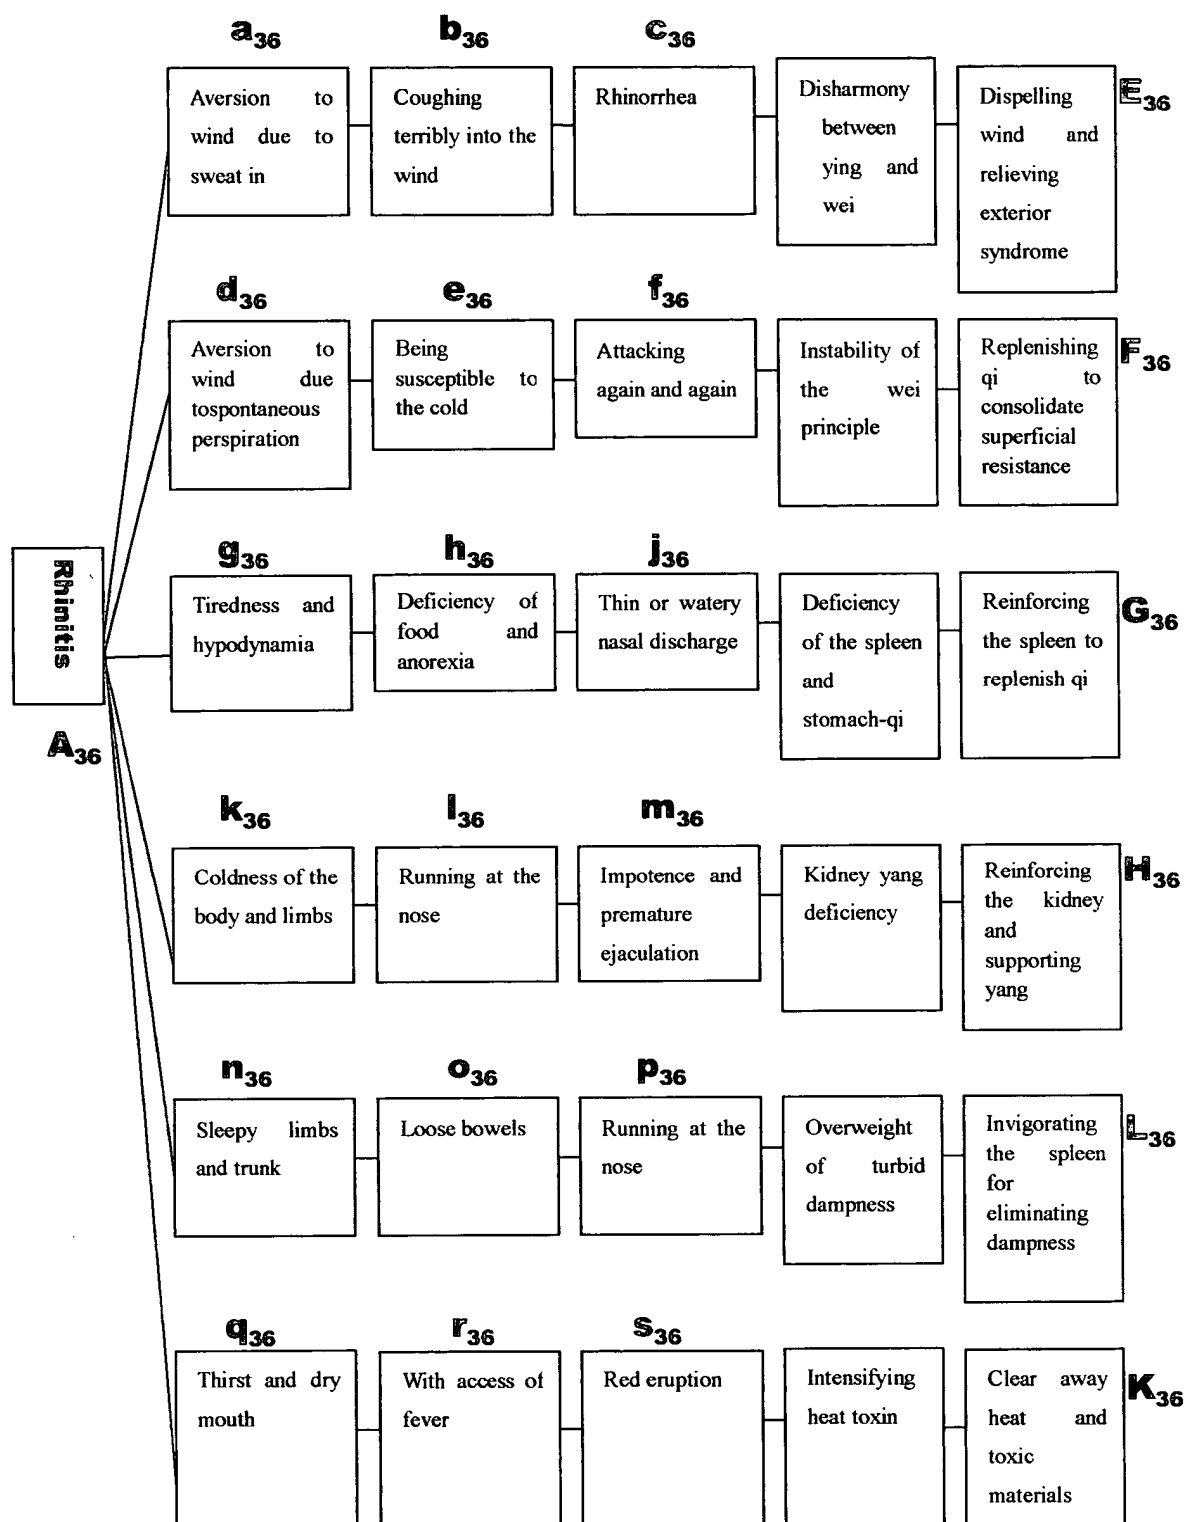 a36 b36 c36
Aversion to
wind due to
sweat in
Coughing
terribly into the
wind
Rhinorrhea
Disharmony
between
ying and
wei
Dispelling
wind and
relieving
exterior
syndrome
E36
d36 e36 f36
Aversion to
wind due
tospontaneous
perspiration
Being
susceptible to
the cold
Attacking
again and again
Instability of
the wei
principle
Replenishing
qi to
consolidate
superficial
resistance
F36
Rhinitis
A36
g36 h36 j36
Tiredness and
hypodynamia
Deficiency of
food and
anorexia
Thin or watery
nasal discharge
Deficiency
of the spleen
and
stomach-qi
Reinforcing
the spleen to
replenish qi
G36
k36 l36 m36
Coldness of the
body and limbs
Running at the
nose
Impotence and
premature
ejaculation
Kidney yang
deficiency
Reinforcing
the kidney
and
supporting
yang
H36
n36 o36 p36
Sleepy limbs
and trunk
Loose bowels
Running at the
nose
Overweight
of turbid
dampness
Invigorating
the spleen
for
eliminating
dampness
L36
q36 r36 s36
Thirst and dry
mouth
With access of
fever
Red eruption
Intensifying
heat toxin
Clear away
heat and
toxic
materials
K36